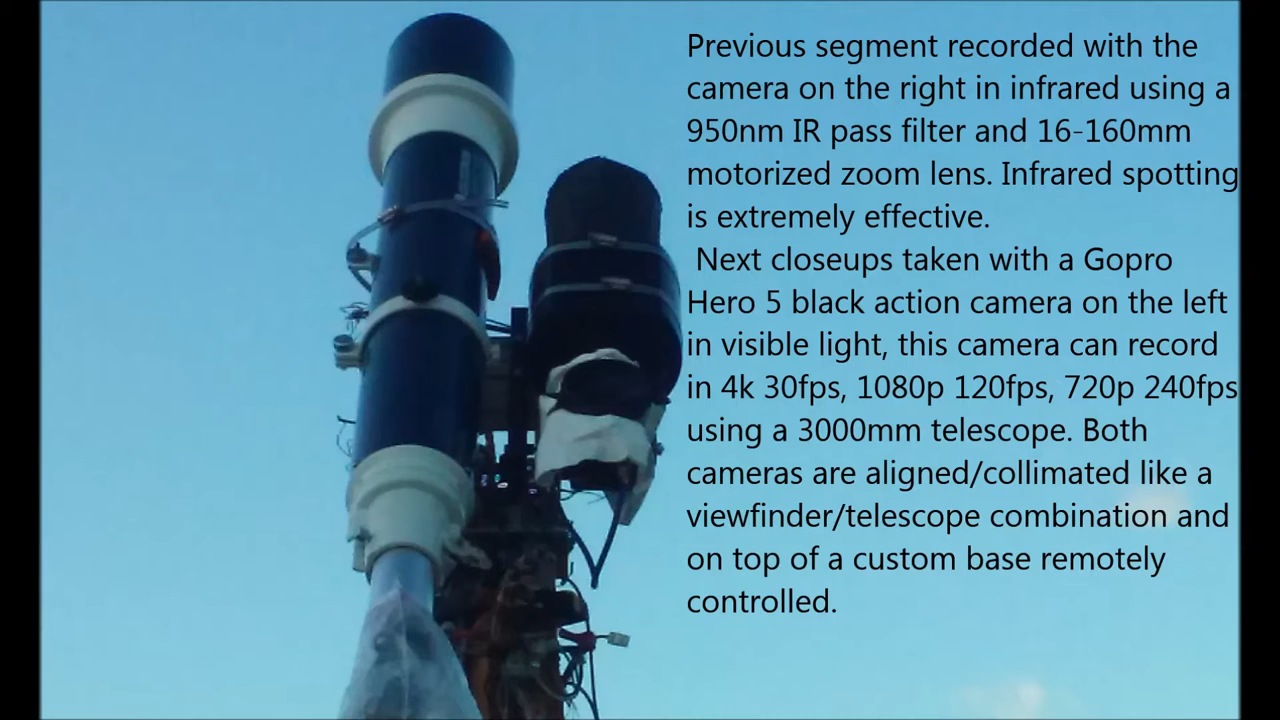 Previous segment recorded with the
camera on the right in infrared using a
950nm IR pass filter and 16-160mm
motorized zoom lens. Infrared spotting
is extremely effective.
Next closeups taken with a Gopro
Hero 5 black action camera on the left
in visible light, this camera can record
in 4k 30fps, 1080p 120fps, 720p 240fps
using a 3000mm telescope. Both
cameras are aligned/collimated like a
viewfinder/telescope combination and
on top of a custom base remotely
controlled.